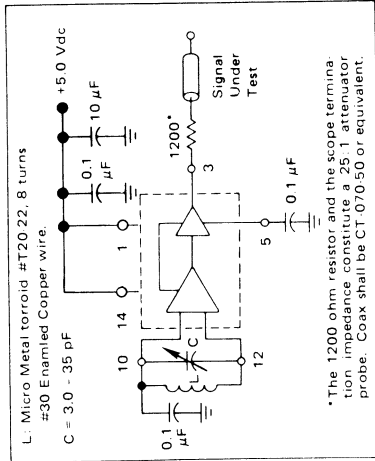 L: Micro Metal torroid #T20-22, 8 turns
#30 Enamled Copper wire.
C = 3.0 - 35 pF
+5.0 Vdc
0.1
μF
10 μF
14
1
10
L
C
12
0.1
μF
3
1200*
Signal
Under
Test
5
0.1 μF
*The 1200 ohm resistor and the scope termina-
tion impedance constitute a 25:1 attenuator
probe. Coax shall be CT-070-50 or equivalent.